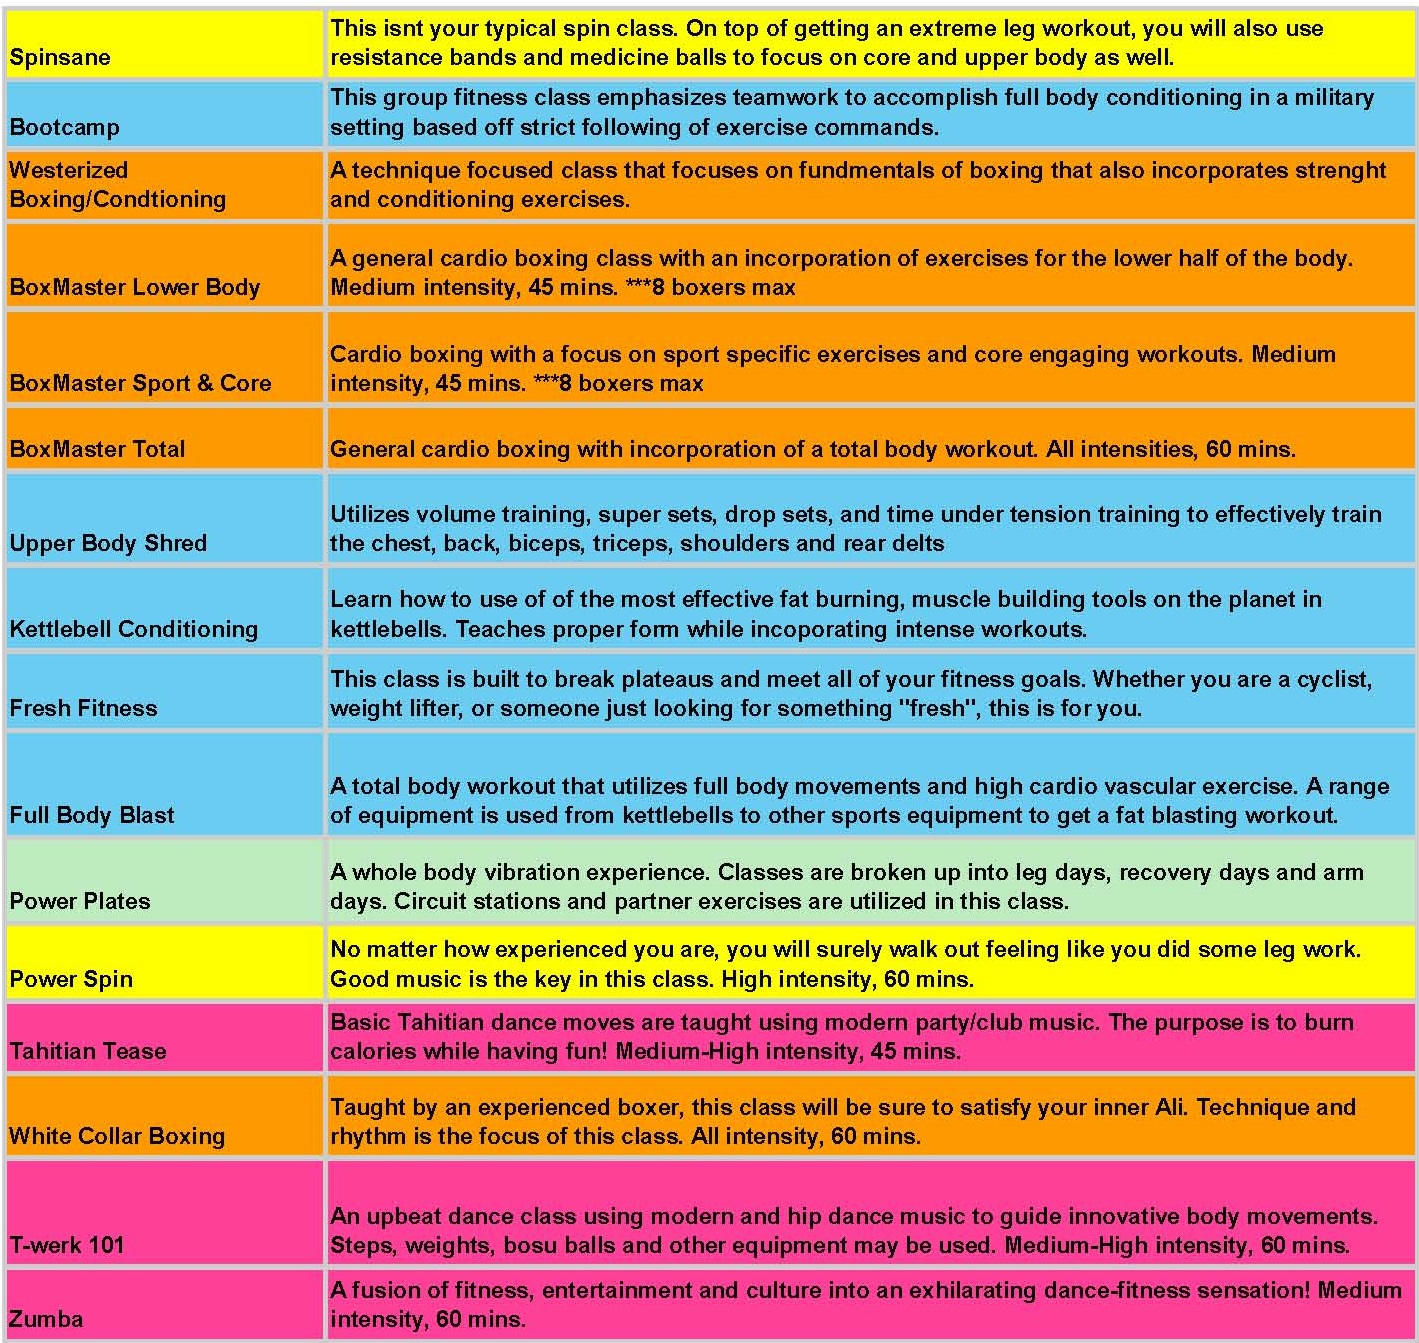 Spinsane
This isnt your typical spin class. On top of getting an extreme leg workout, you will also use
resistance bands and medicine balls to focus on core and upper body as well.
Bootcamp
This group fitness class emphasizes teamwork to accomplish full body conditioning in a military
setting based off strict following of exercise commands.
Westerized
Boxing/Condtioning
A technique focused class that focuses on fundmentals of boxing that also incorporates strenght
and conditioning exercises.
BoxMaster Lower Body
A general cardio boxing class with an incorporation of exercises for the lower half of the body.
Medium intensity, 45 mins. ***8 boxers max
BoxMaster Sport & Core
Cardio boxing with a focus on sport specific exercises and core engaging workouts. Medium
intensity, 45 mins. ***8 boxers max
BoxMaster Total
General cardio boxing with incorporation of a total body workout. All intensities, 60 mins.
Upper Body Shred
Utilizes volume training, super sets, drop sets, and time under tension training to effectively train
the chest, back, biceps, triceps, shoulders and rear delts
Kettlebell Conditioning
Learn how to use of of the most effective fat burning, muscle building tools on the planet in
kettlebells. Teaches proper form while incoporating intense workouts.
Fresh Fitness
This class is built to break plateaus and meet all of your fitness goals. Whether you are a cyclist,
weight lifter, or someone just looking for something "fresh", this is for you.
Full Body Blast
A total body workout that utilizes full body movements and high cardio vascular exercise. A range
of equipment is used from kettlebells to other sports equipment to get a fat blasting workout.
Power Plates
A whole body vibration experience. Classes are broken up into leg days, recovery days and arm
days. Circuit stations and partner exercises are utilized in this class.
Power Spin
No matter how experienced you are, you will surely walk out feeling like you did some leg work.
Good music is the key in this class. High intensity, 60 mins.
Tahitian Tease
Basic Tahitian dance moves are taught using modern party/club music. The purpose is to burn
calories while having fun! Medium-High intensity, 45 mins.
White Collar Boxing
Taught by an experienced boxer, this class will be sure to satisfy your inner Ali. Technique and
rhythm is the focus of this class. All intensity, 60 mins.
T-werk 101
An upbeat dance class using modern and hip dance music to guide innovative body movements.
Steps, weights, bosu balls and other equipment may be used. Medium-High intensity, 60 mins.
Zumba
A fusion of fitness, entertainment and culture into an exhilarating dance-fitness sensation! Medium
intensity, 60 mins.